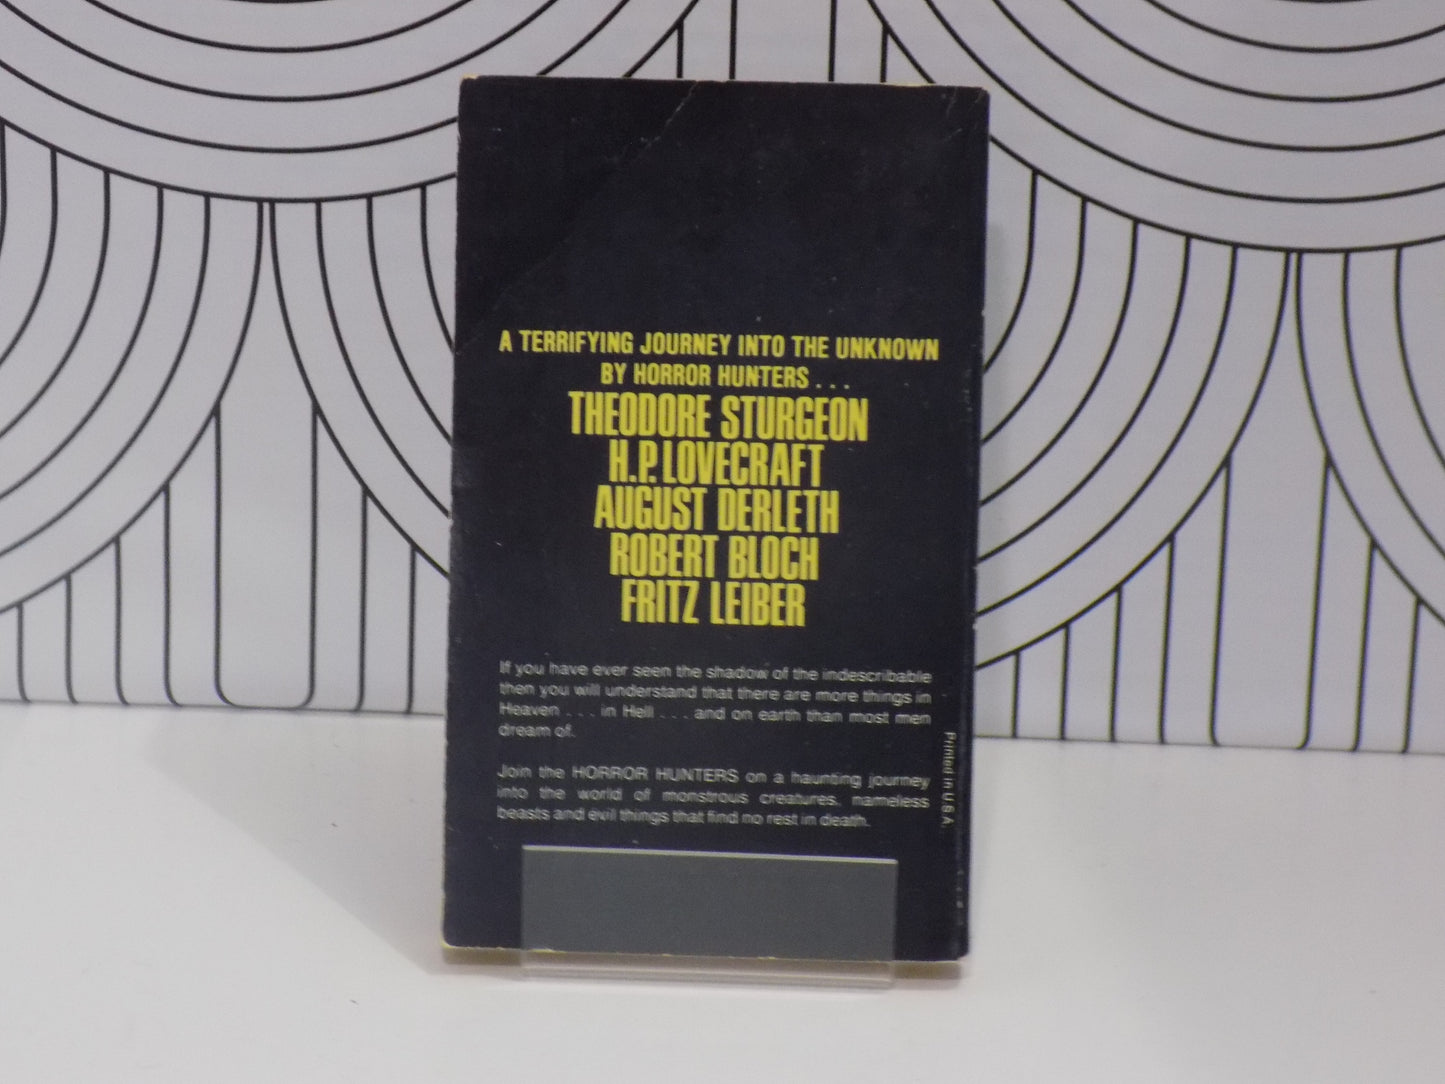 A TERRIFYING JOURNEY INTO THE UNKNOWN
BY HORROR HUNTERS . . .
THEODORE STURGEON
H.P. LOVECRAFT
AUGUST DERLETH
ROBERT BLOCH
FRITZ LEIBER
If you have ever seen the shadow of the indescribable
then you will understand that there are more things in
Heaven . . . in Hell . . . and on earth than most men
dream of.
Join the HORROR HUNTERS on a haunting journey
into the world of monstrous creatures, nameless
beasts and evil things that find no rest in death.
Printed in U.S.A.